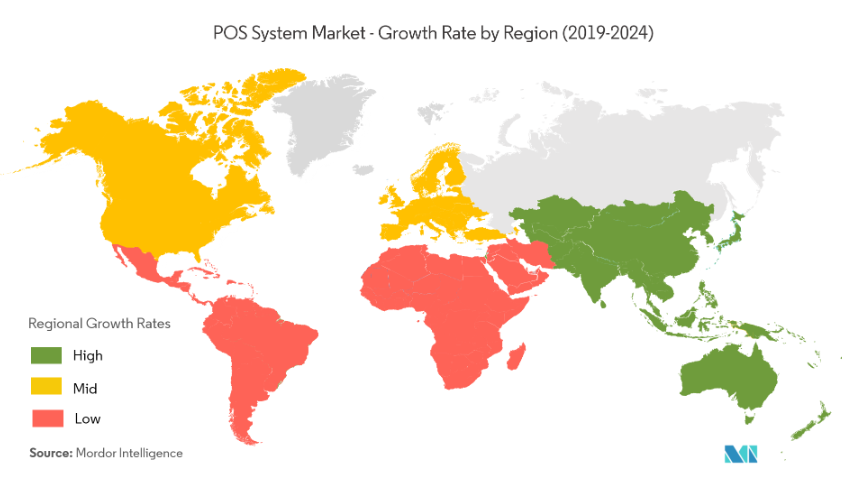 POS System Market - Growth Rate by Region (2019-2024)
Regional Growth Rates
High
Mid
Low
Source: Mordor Intelligence